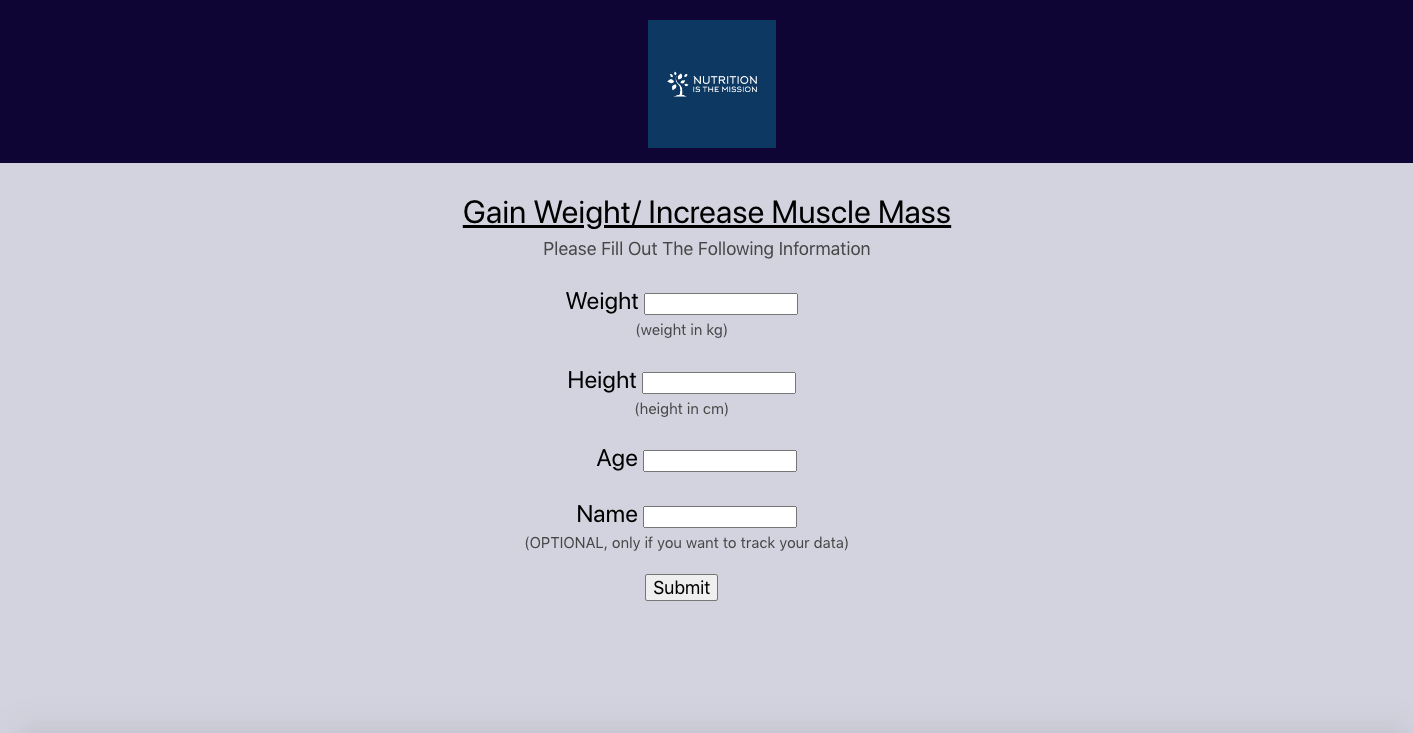 NUTRITION
IS THE MISSION
Gain Weight/ Increase Muscle Mass
Please Fill Out The Following Information
Weight
(weight in kg)
Height
(height in cm)
Age
Name
(OPTIONAL, only if you want to track your data)
Submit